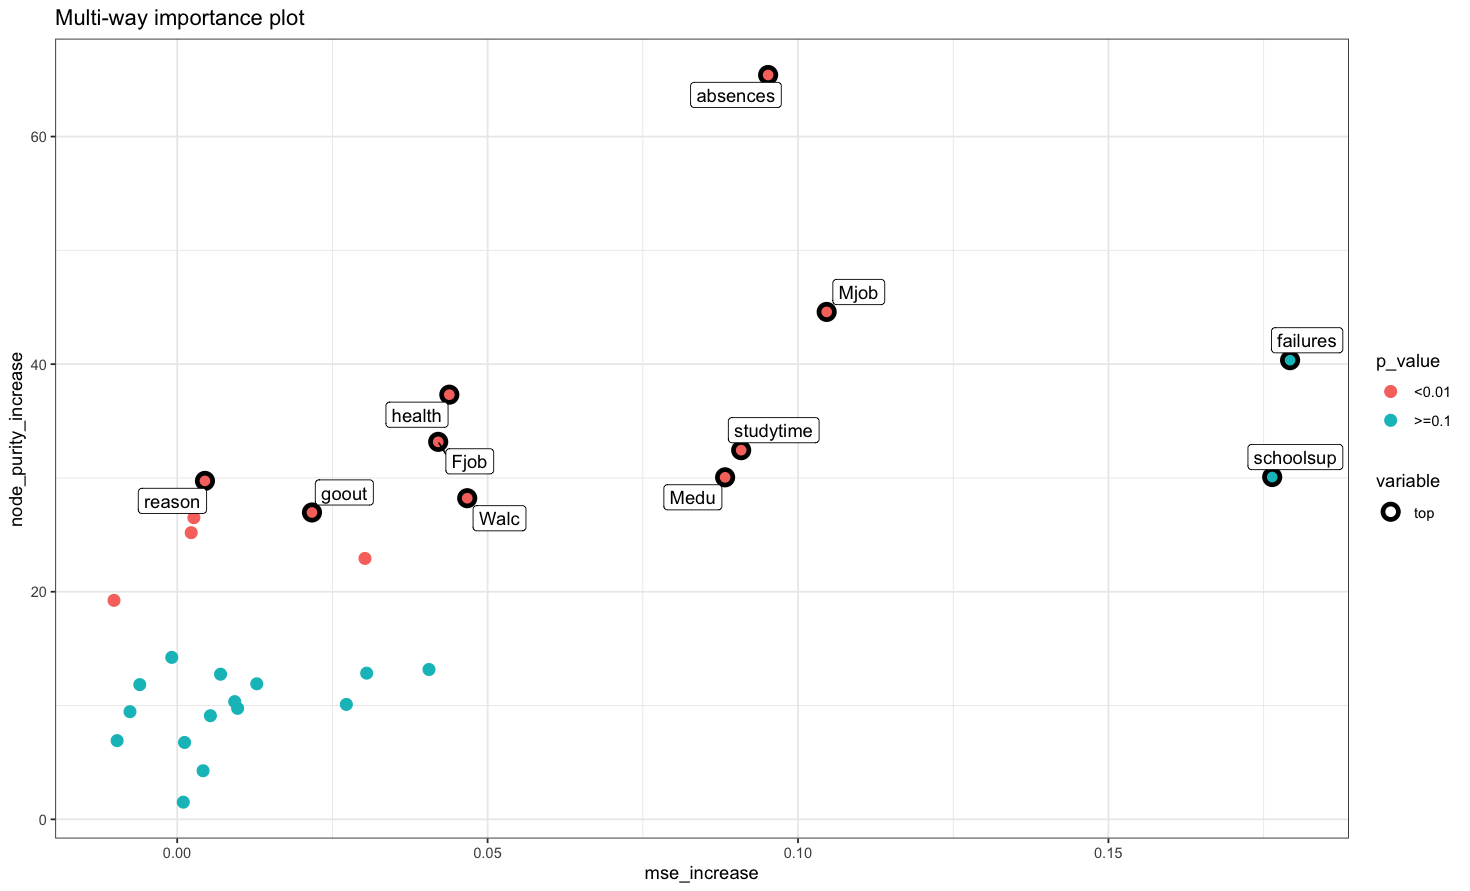 Multi-way importance plot
absences
60
Mjob
failures
40
health
studytime
Fjob
schoolsup
reason
goout
Medu
Walc
20
0
0.00
0.05
0.10
0.15
mse_increase
node_purity_increase
p_value
<0.01
>=0.1
variable
top